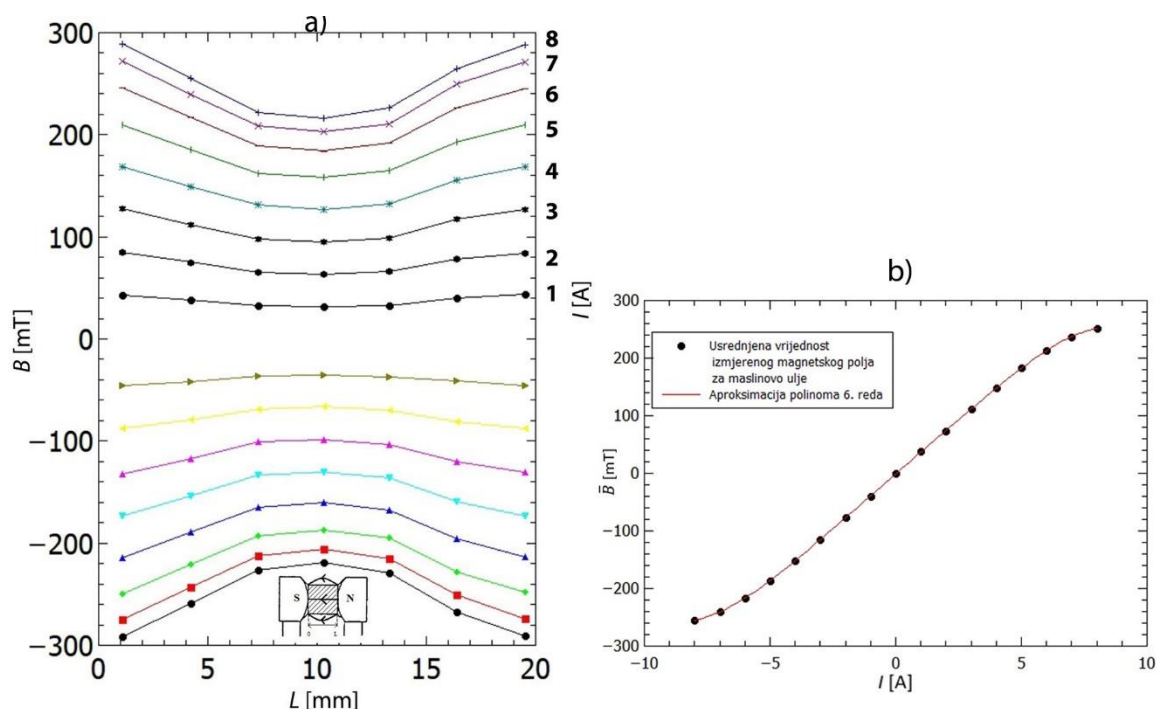 a)
300
200
100
0
−100
−200
−300
B [mT]
0
5
10
15
20
L [mm]
8
7
6
5
4
3
2
1
I [A]
S
N
0
L
b)
300
200
100
0
−100
−200
−300
B̄ [mT]
Usrednjena vrijednost
izmjerenog magnetskog polja
za maslinovo ulje
Aproksimacija polinoma 6. reda
−10
−5
0
5
10
I [A]